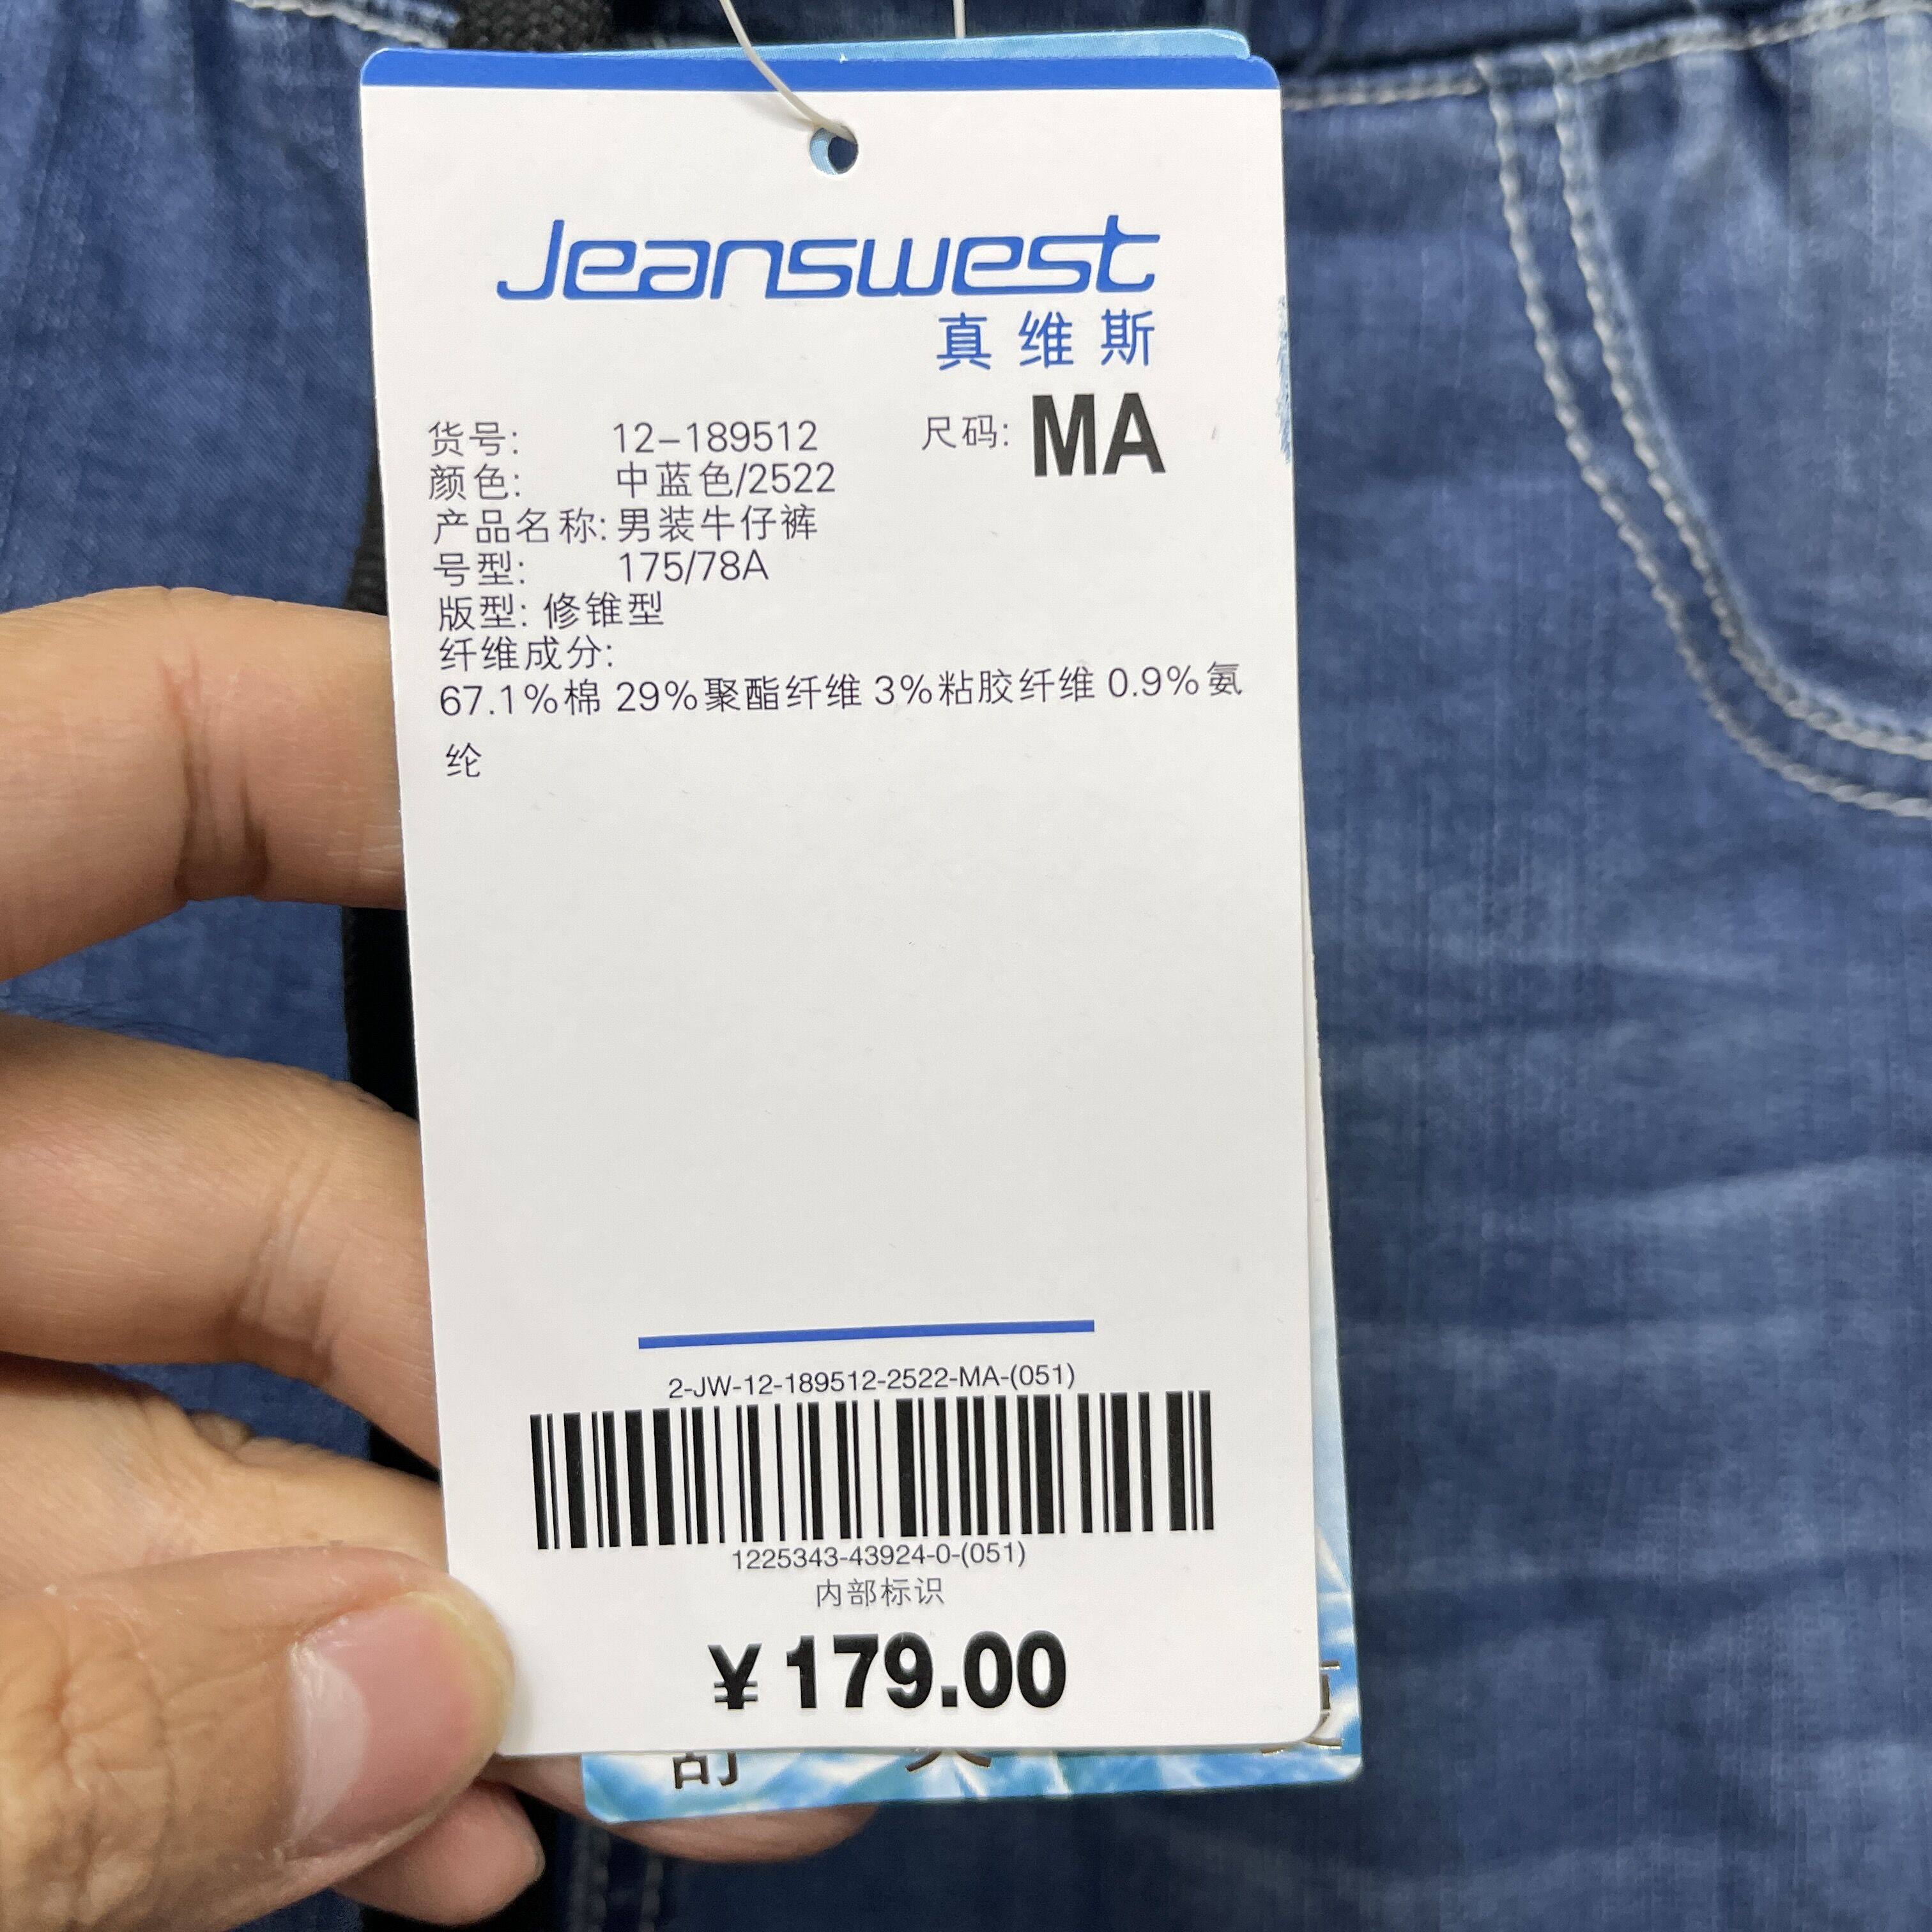 Jeanswest
真维斯
货号: 12-189512 尺码: MA
颜色: 中蓝色/2522
产品名称: 男装牛仔裤
号型: 175/78A
版型: 修锥型
纤维成分:
67.1%棉 29%聚酯纤维 3%粘胶纤维 0.9%氨
纶
2-JW-12-189512-2522-MA-(051)
1225343-43924-0-(051)
内部标识
¥179.00